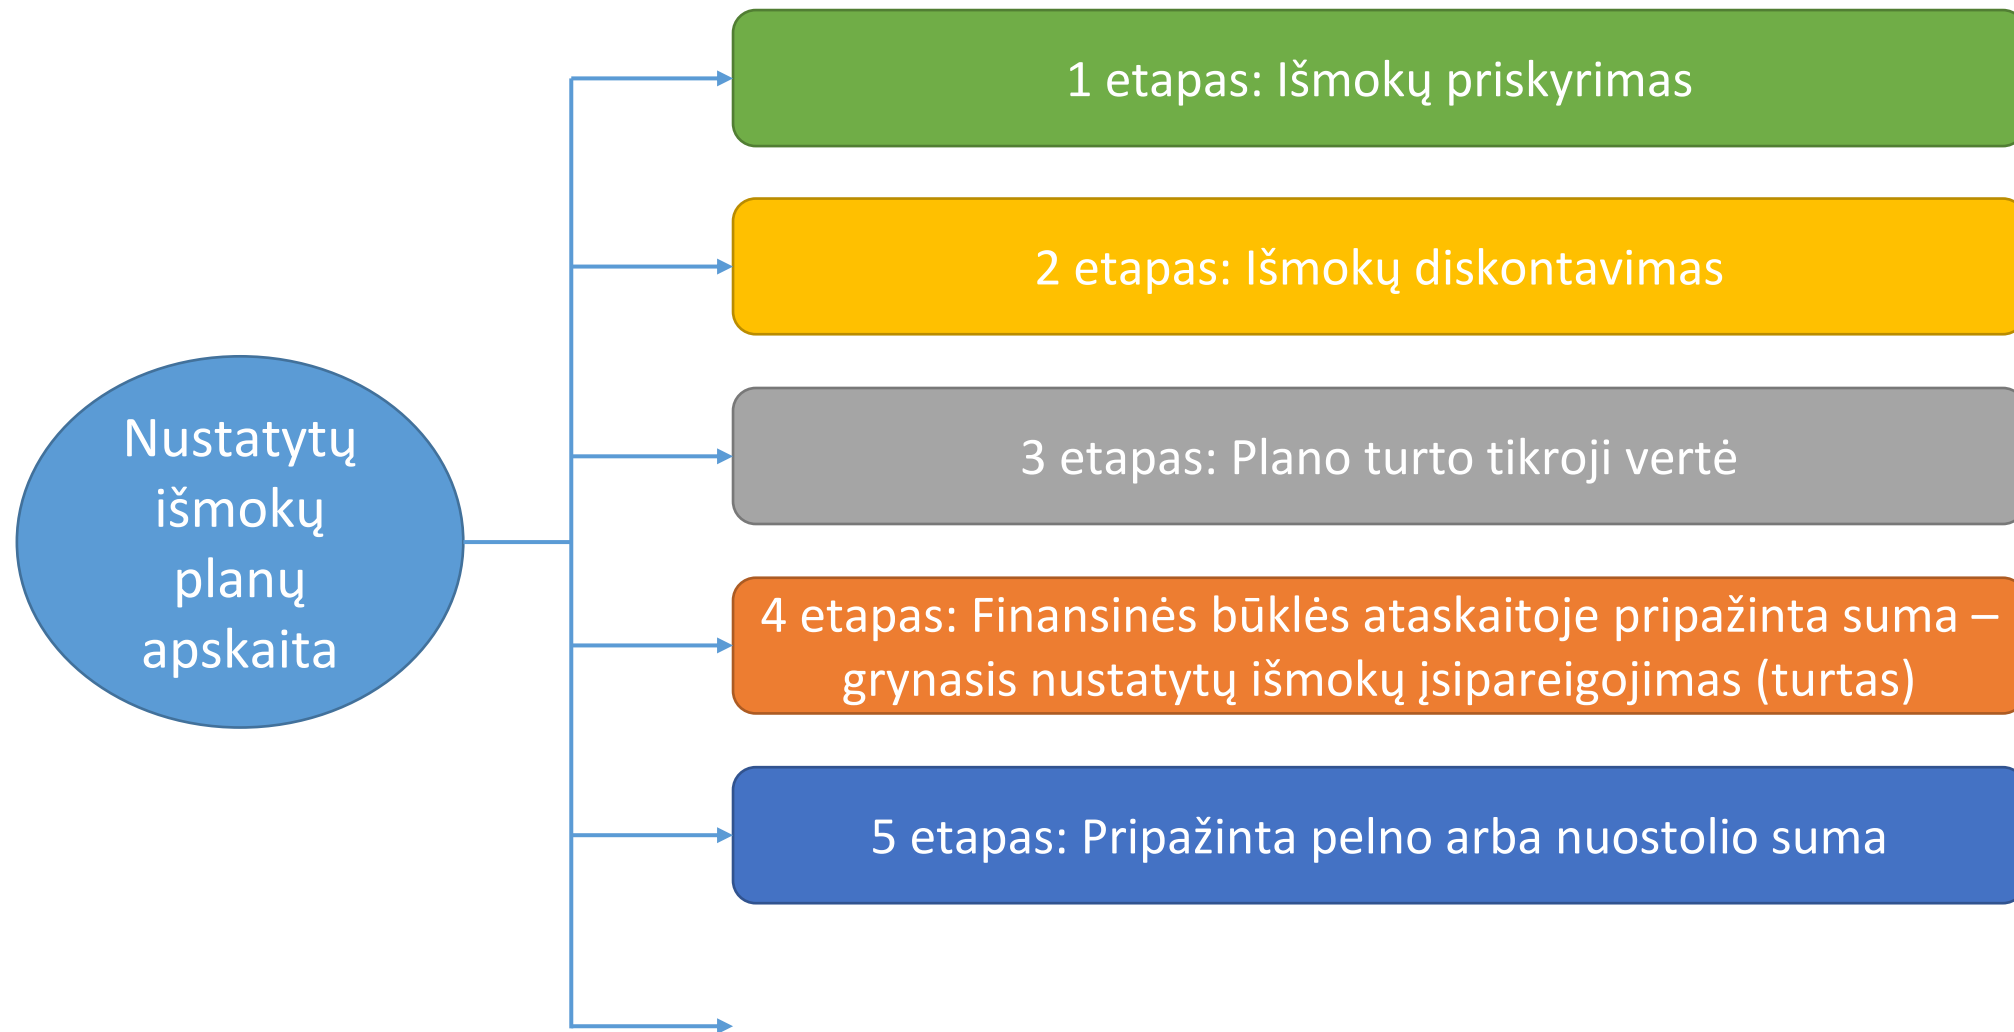 1 etapas: Išmokų priskyrimas
2 etapas: Išmokų diskontavimas
Nustatytų
išmokų
planų
apskaita
3 etapas: Plano turto tikroji vertė
4 etapas: Finansinės būklės ataskaitoje pripažinta suma –
grynasis nustatytų išmokų įsipareigojimas (turtas)
5 etapas: Pripažinta pelno arba nuostolio suma